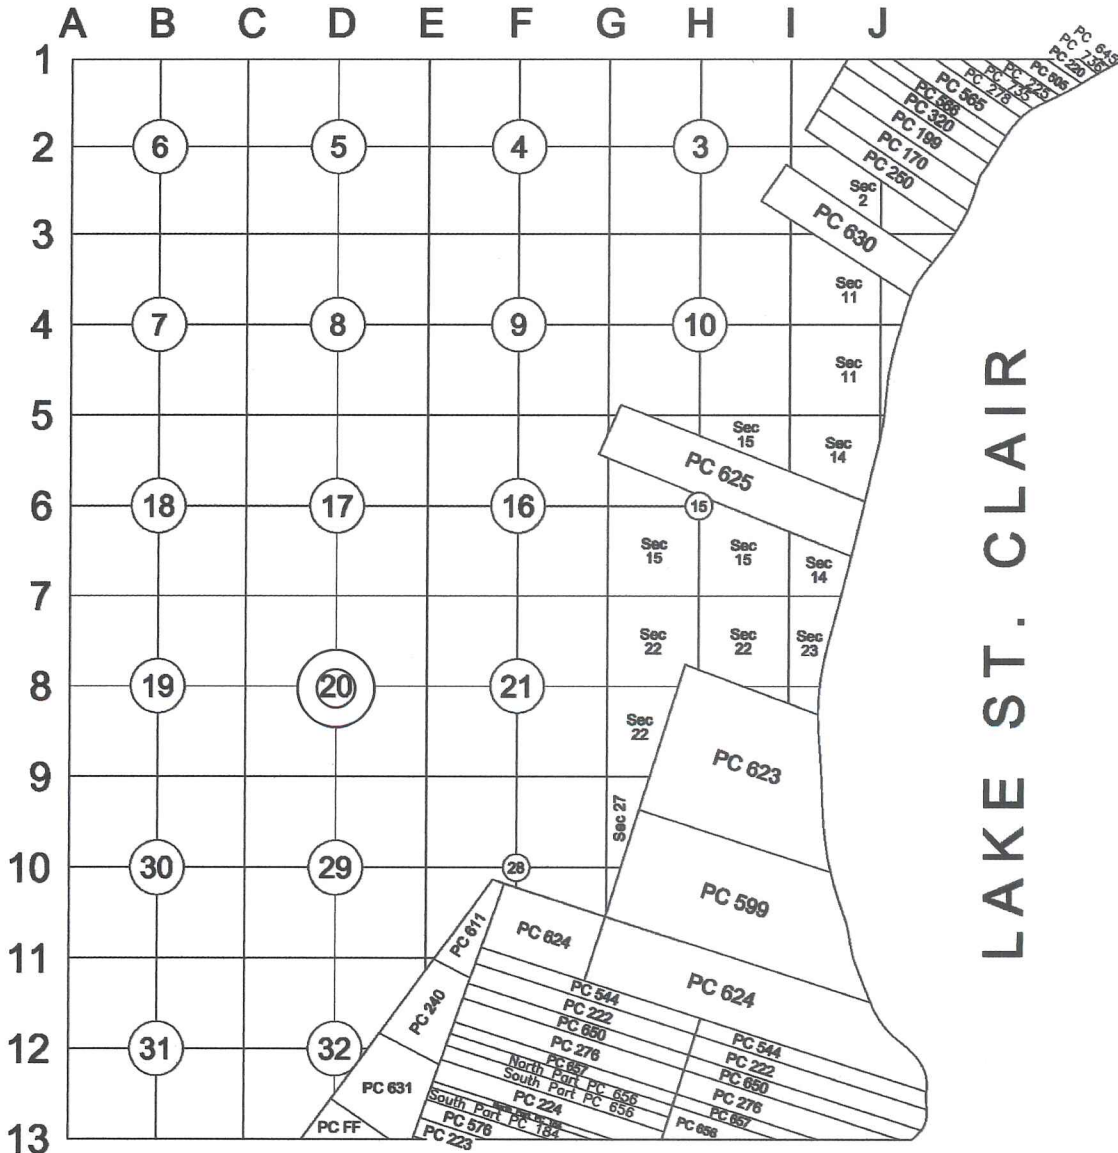 A B C D E F G H I J
PC 645
PC 735
PC 220
PC 605
PC 225
PC 735
PC 278
PC 565
PC 566
PC 320
PC 199
PC 170
PC 250
1
2
6 5 4 3
Sec
2
PC 630
3
Sec
11
4
7 8 9 10
Sec
11
5
Sec
15
Sec
14
PC 625
6
18 17 16 15
Sec
15
Sec
15
Sec
14
7
Sec
22
Sec
22
Sec
23
8
19 20 21
Sec
22
PC 623
9
Sec 27
10
30 29 28
PC 599
PC 611
PC 624
11
PC 624
PC 240
PC 544
PC 222
PC 650
PC 276
PC 657
North Part PC 656
South Part PC 656
PC 224
12
31 32
PC 544
PC 222
PC 650
PC 276
PC 657
PC 656
PC 631
South Part PC 184
PC 576
PC 223
PC FF
13
LAKE ST. CLAIR